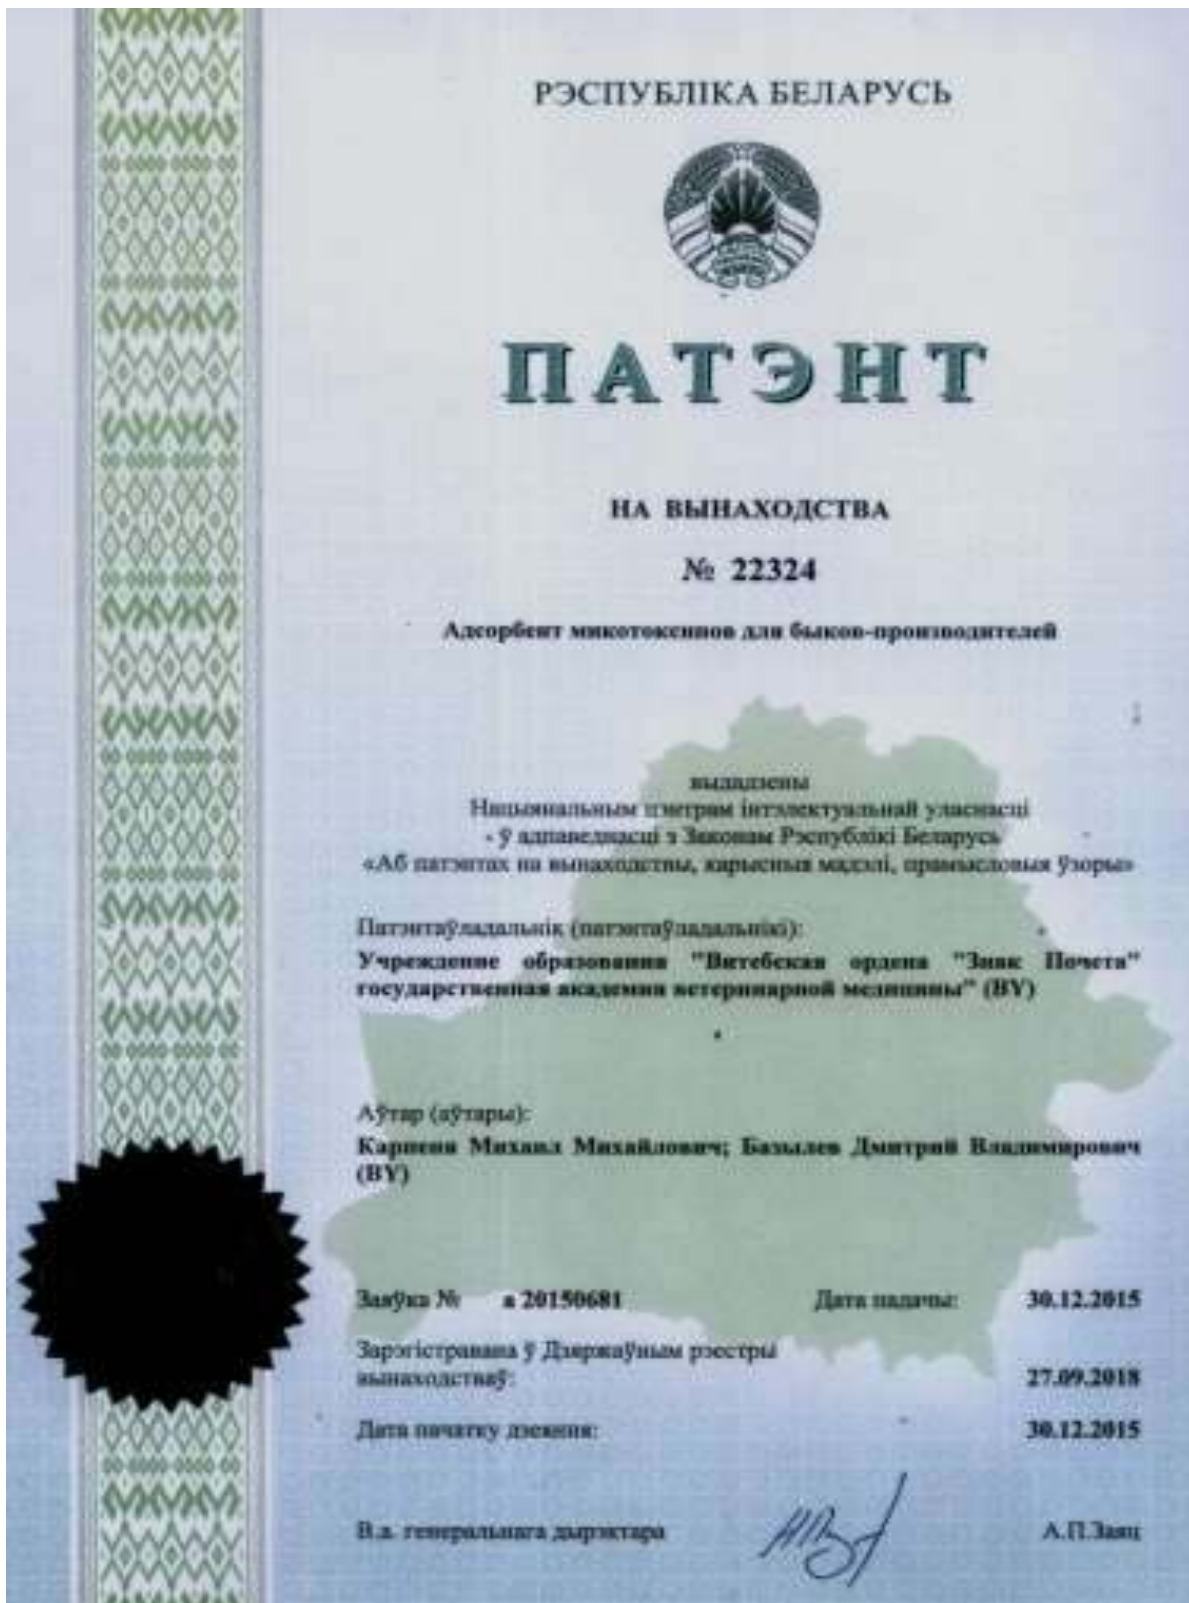 РЭСПУБЛІКА БЕЛАРУСЬ
ПАТЭНТ
НА ВЫНАХОДСТВА
№ 22324
Адсорбент микотоксинов для быков-производителей
выдадзены
Нацыянальным цэнтрам інтэлектуальнай уласнасці
- ў адпаведнасці з Законам Рэспублікі Беларусь
«Аб патэнтах на вынаходствы, карысныя мадэлі, прамысловыя ўзоры»
Патэнтаўладальнік (патэнтаўладальнікі):
Учреждение образования "Витебская ордена "Знак Почета"
государственная академия ветеринарной медицины" (BY)
Аўтар (аўтары):
Карпеня Михаил Михайлович; Базылев Дмитрий Владимирович
(BY)
Заяўка № а 20150681 Дата падачы: 30.12.2015
Зарэгістравана ў Дзяржаўным рэестры
вынаходстваў: 27.09.2018
Дата пачатку дзеяння: 30.12.2015
В.а. генеральнага дырэктара А.П.Заяц